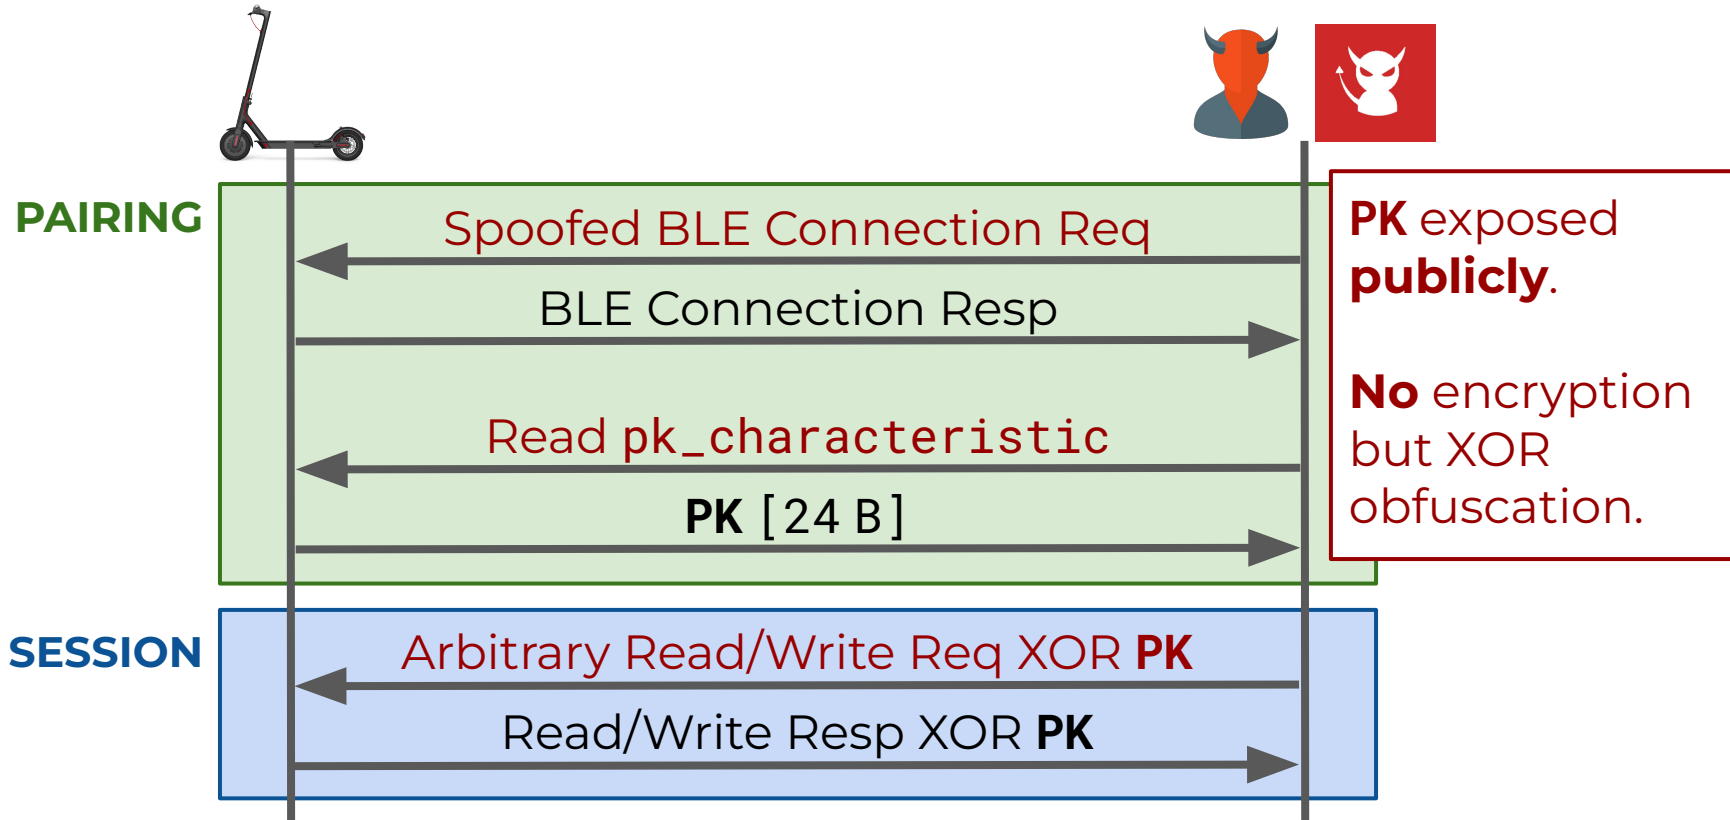 PAIRING
Spoofed BLE Connection Req
BLE Connection Resp
Read pk_characteristic
PK [24 B]
PK exposed
publicly.
No encryption
but XOR
obfuscation.
SESSION
Arbitrary Read/Write Req XOR PK
Read/Write Resp XOR PK